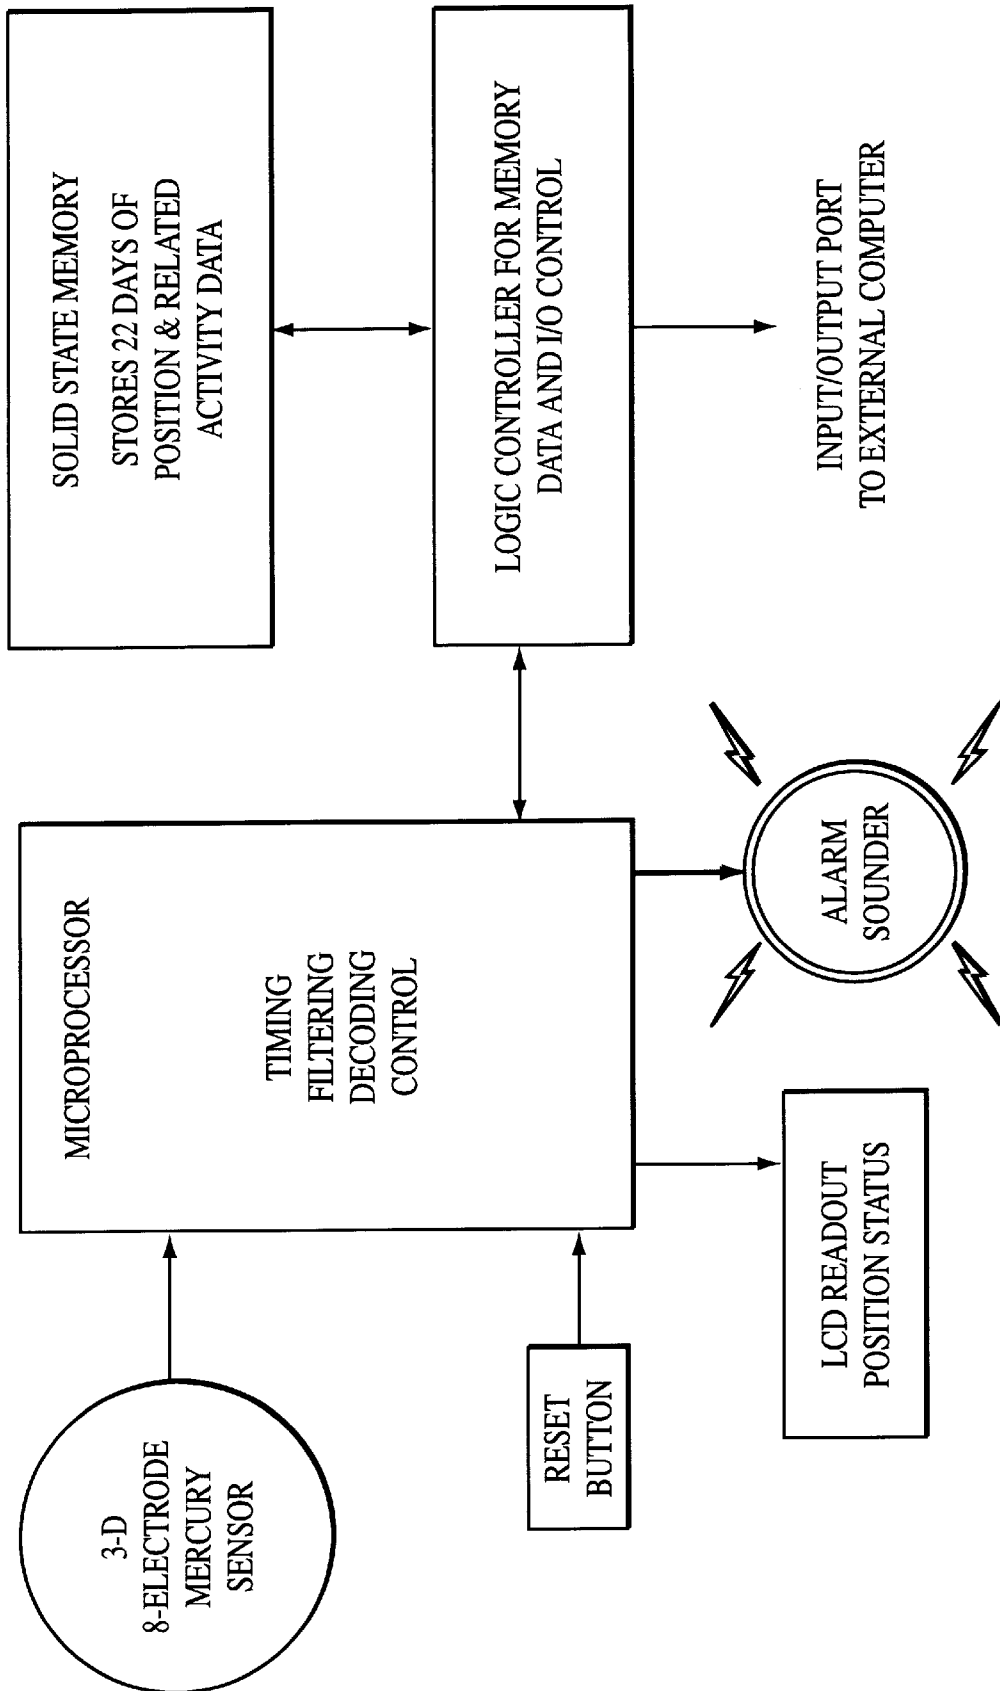 3-D
8-ELECTRODE
MERCURY
SENSOR
MICROPROCESSOR
TIMING
FILTERING
DECODING
CONTROL
SOLID STATE MEMORY
STORES 22 DAYS OF
POSITION & RELATED
ACTIVITY DATA
RESET
BUTTON
LOGIC CONTROLLER FOR MEMORY
DATA AND I/O CONTROL
LCD READOUT
POSITION STATUS
ALARM
SOUNDER
INPUT/OUTPUT PORT
TO EXTERNAL COMPUTER